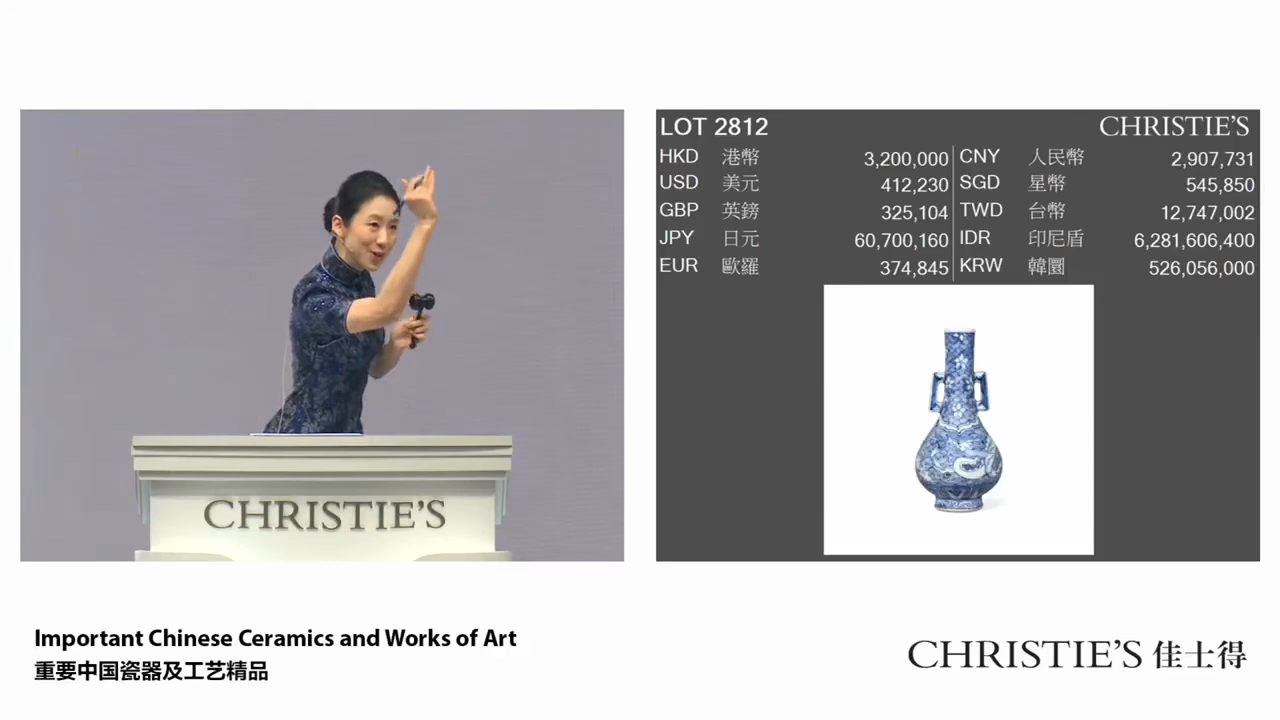 LOT 2812
CHRISTIE'S
HKD 港幣 3,200,000 CNY 人民幣 2,907,731
USD 美元 412,230 SGD 星幣 545,850
GBP 英鎊 325,104 TWD 台幣 12,747,002
JPY 日元 60,700,160 IDR 印尼盾 6,281,606,400
EUR 歐羅 374,845 KRW 韓圜 526,056,000
CHRISTIE'S
Important Chinese Ceramics and Works of Art
重要中国瓷器及工艺精品
CHRISTIE'S 佳士得